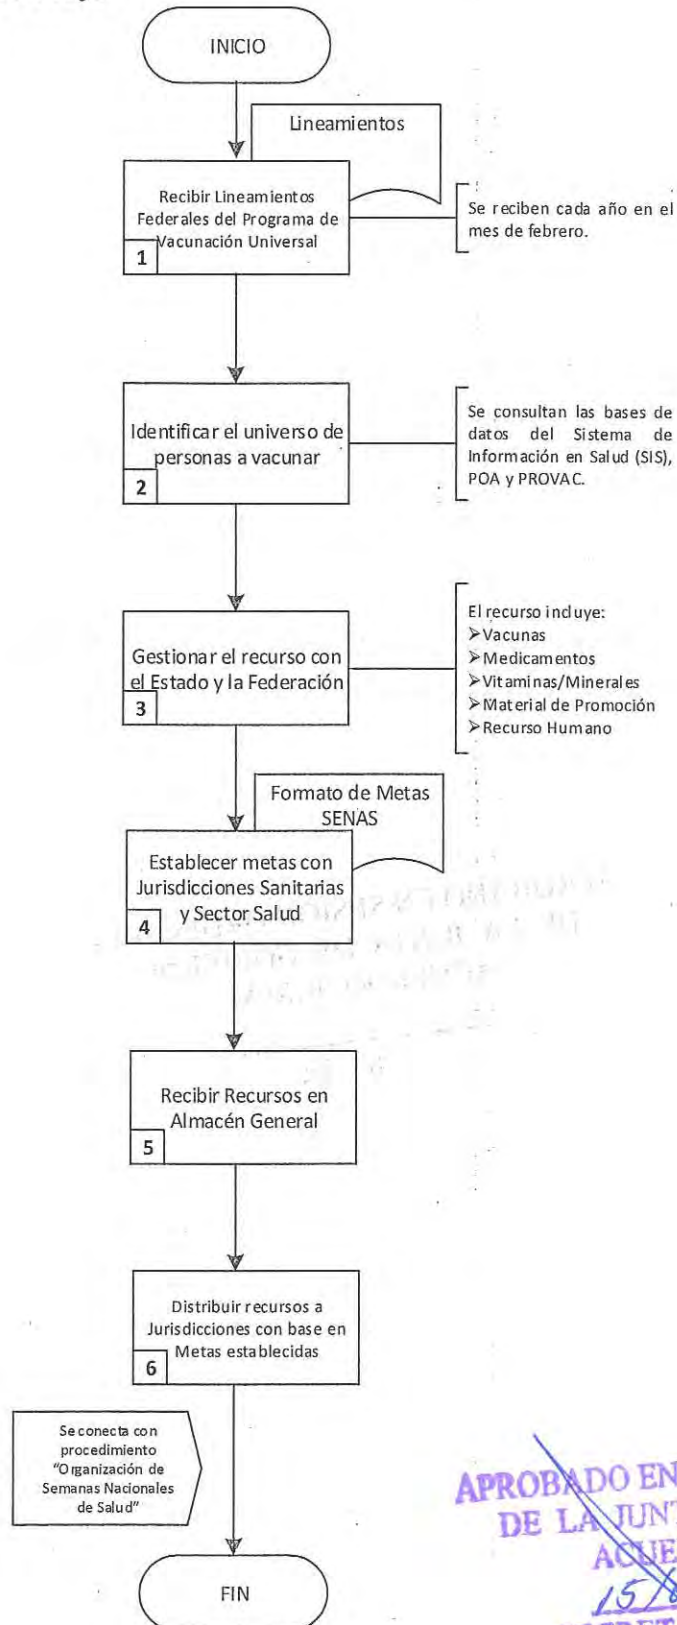 INICIO
Lineamientos
Recibir Lineamientos
Federales del Programa de
Vacunación Universal
1
Se reciben cada año en el
mes de febrero.
Identificar el universo de
personas a vacunar
2
Se consultan las bases de
datos del Sistema de
Información en Salud (SIS),
POA y PROVAC.
Gestionar el recurso con
el Estado y la Federación
3
El recurso incluye:
➢Vacunas
➢Medicamentos
➢Vitaminas/Minerales
➢Material de Promoción
➢Recurso Humano
Formato de Metas
SENAS
Establecer metas con
Jurisdicciones Sanitarias
y Sector Salud
4
Recibir Recursos en
Almacén General
5
Distribuir recursos a
Jurisdicciones con base en
Metas establecidas
6
Se conecta con
procedimiento
"Organización de
Semanas Nacionales
de Salud"
APROBADO EN
DE LA
FIN